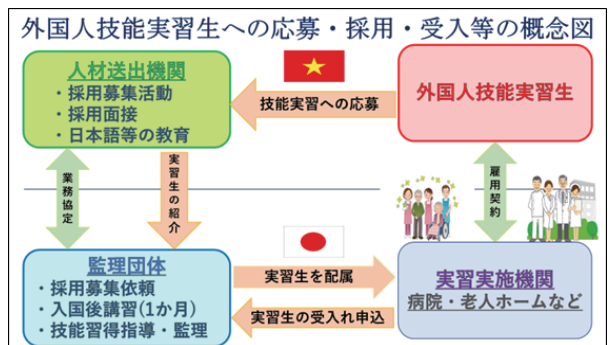 外国人技能実習生への応募・採用・受入等の概念図
人材送出機関
・採用募集活動
・採用面接
・日本語等の教育
技能実習への応募
外国人技能実習生
業務協定
実習生の紹介
雇用契約
監理団体
・採用募集依頼
・入国後講習(1か月)
・技能習得指導・監理
実習生を配属
実習生の受入れ申込
実習実施機関
病院・老人ホームなど